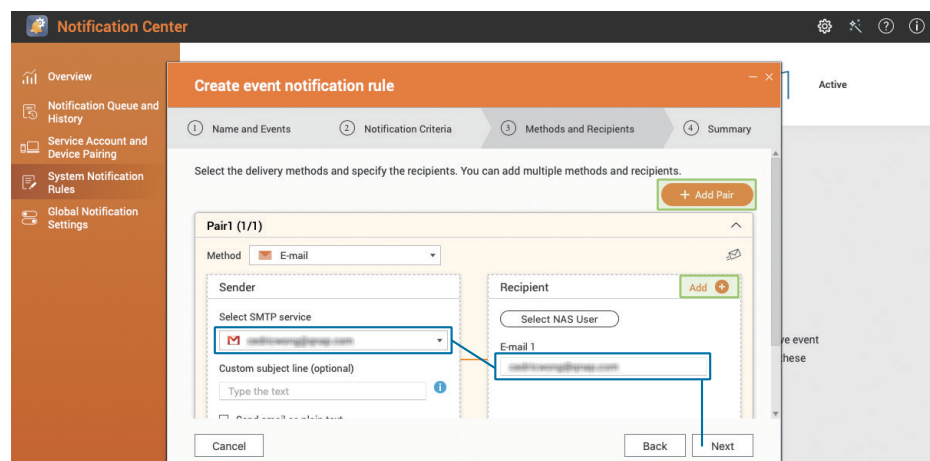 Notification Center
Overview
Notification Queue and
History
Service Account and
Device Pairing
System Notification
Rules
Global Notification
Settings
Active
Create event notification rule
1 Name and Events
2 Notification Criteria
3 Methods and Recipients
4 Summary
Select the delivery methods and specify the recipients. You can add multiple methods and recipients.
+ Add Pair
Pair1 (1/1)
Method E-mail
Sender
Select SMTP service
Custom subject line (optional)
Type the text
Recipient
Add
Select NAS User
E-mail 1
event
these
Cancel
Back
Next